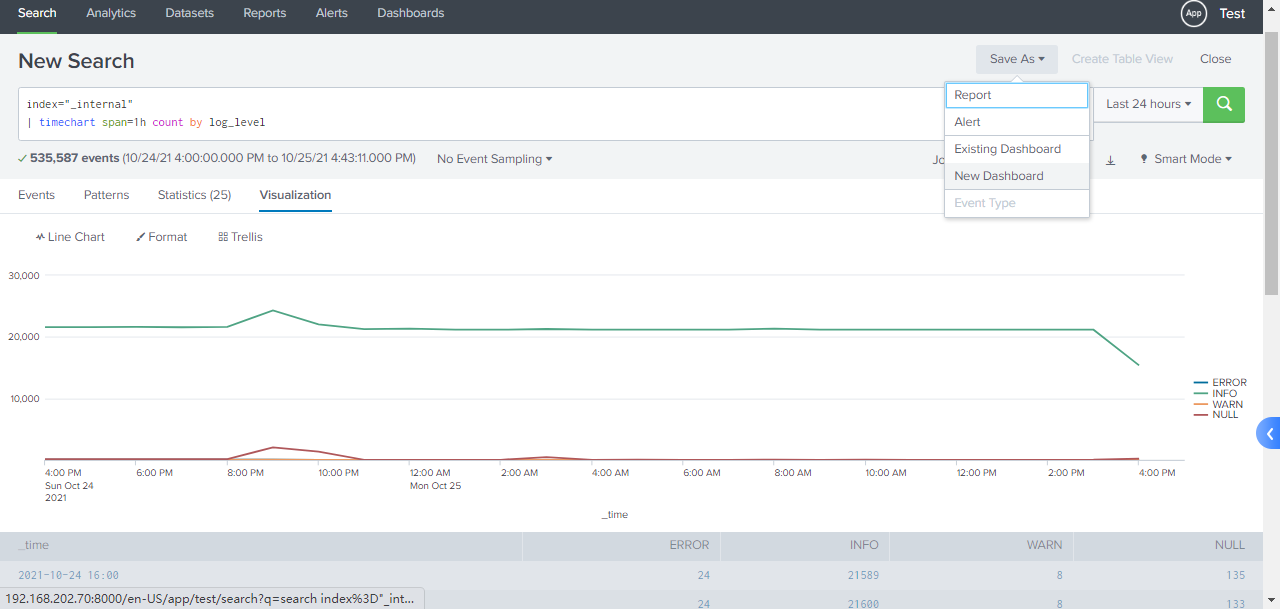 Search Analytics Datasets Reports Alerts Dashboards App Test
New Search
Save As Create Table View Close
index="_internal"
| timechart span=1h count by log_level
Last 24 hours
Report
Alert
Existing Dashboard
New Dashboard
Event Type
535,587 events (10/24/21 4:00:00.000 PM to 10/25/21 4:43:11.000 PM) No Event Sampling Smart Mode
Events Patterns Statistics (25) Visualization
Line Chart Format Trellis
30,000
20,000
10,000
ERROR
INFO
WARN
NULL
4:00 PM 6:00 PM 8:00 PM 10:00 PM 12:00 AM 2:00 AM 4:00 AM 6:00 AM 8:00 AM 10:00 AM 12:00 PM 2:00 PM 4:00 PM
Sun Oct 24 Mon Oct 25
2021
_time
_time ERROR INFO WARN NULL
2021-10-24 16:00 24 21589 8 135
24 21600 8 133
192.168.202.70:8000/en-US/app/test/search?q=search index%3D"_int...